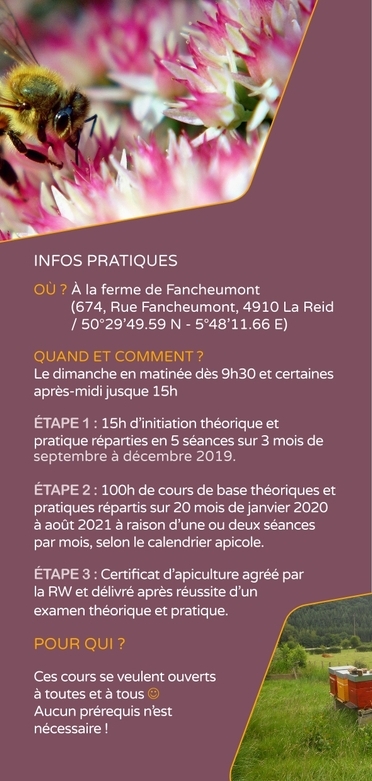 INFOS PRATIQUES
OÙ ? À la ferme de Fancheumont
(674, Rue Fancheumont, 4910 La Reid
/ 50°29'49.59 N - 5°48'11.66 E)
QUAND ET COMMENT ?
Le dimanche en matinée dès 9h30 et certaines
après-midi jusque 15h
ÉTAPE 1 : 15h d'initiation théorique et
pratique réparties en 5 séances sur 3 mois de
septembre à décembre 2019.
ÉTAPE 2 : 100h de cours de base théoriques et
pratiques répartis sur 20 mois de janvier 2020
à août 2021 à raison d'une ou deux séances
par mois, selon le calendrier apicole.
ÉTAPE 3 : Certificat d'apiculture agréé par
la RW et délivré après réussite d'un
examen théorique et pratique.
POUR QUI ?
Ces cours se veulent ouverts
à toutes et à tous ☺
Aucun prérequis n'est
nécessaire !